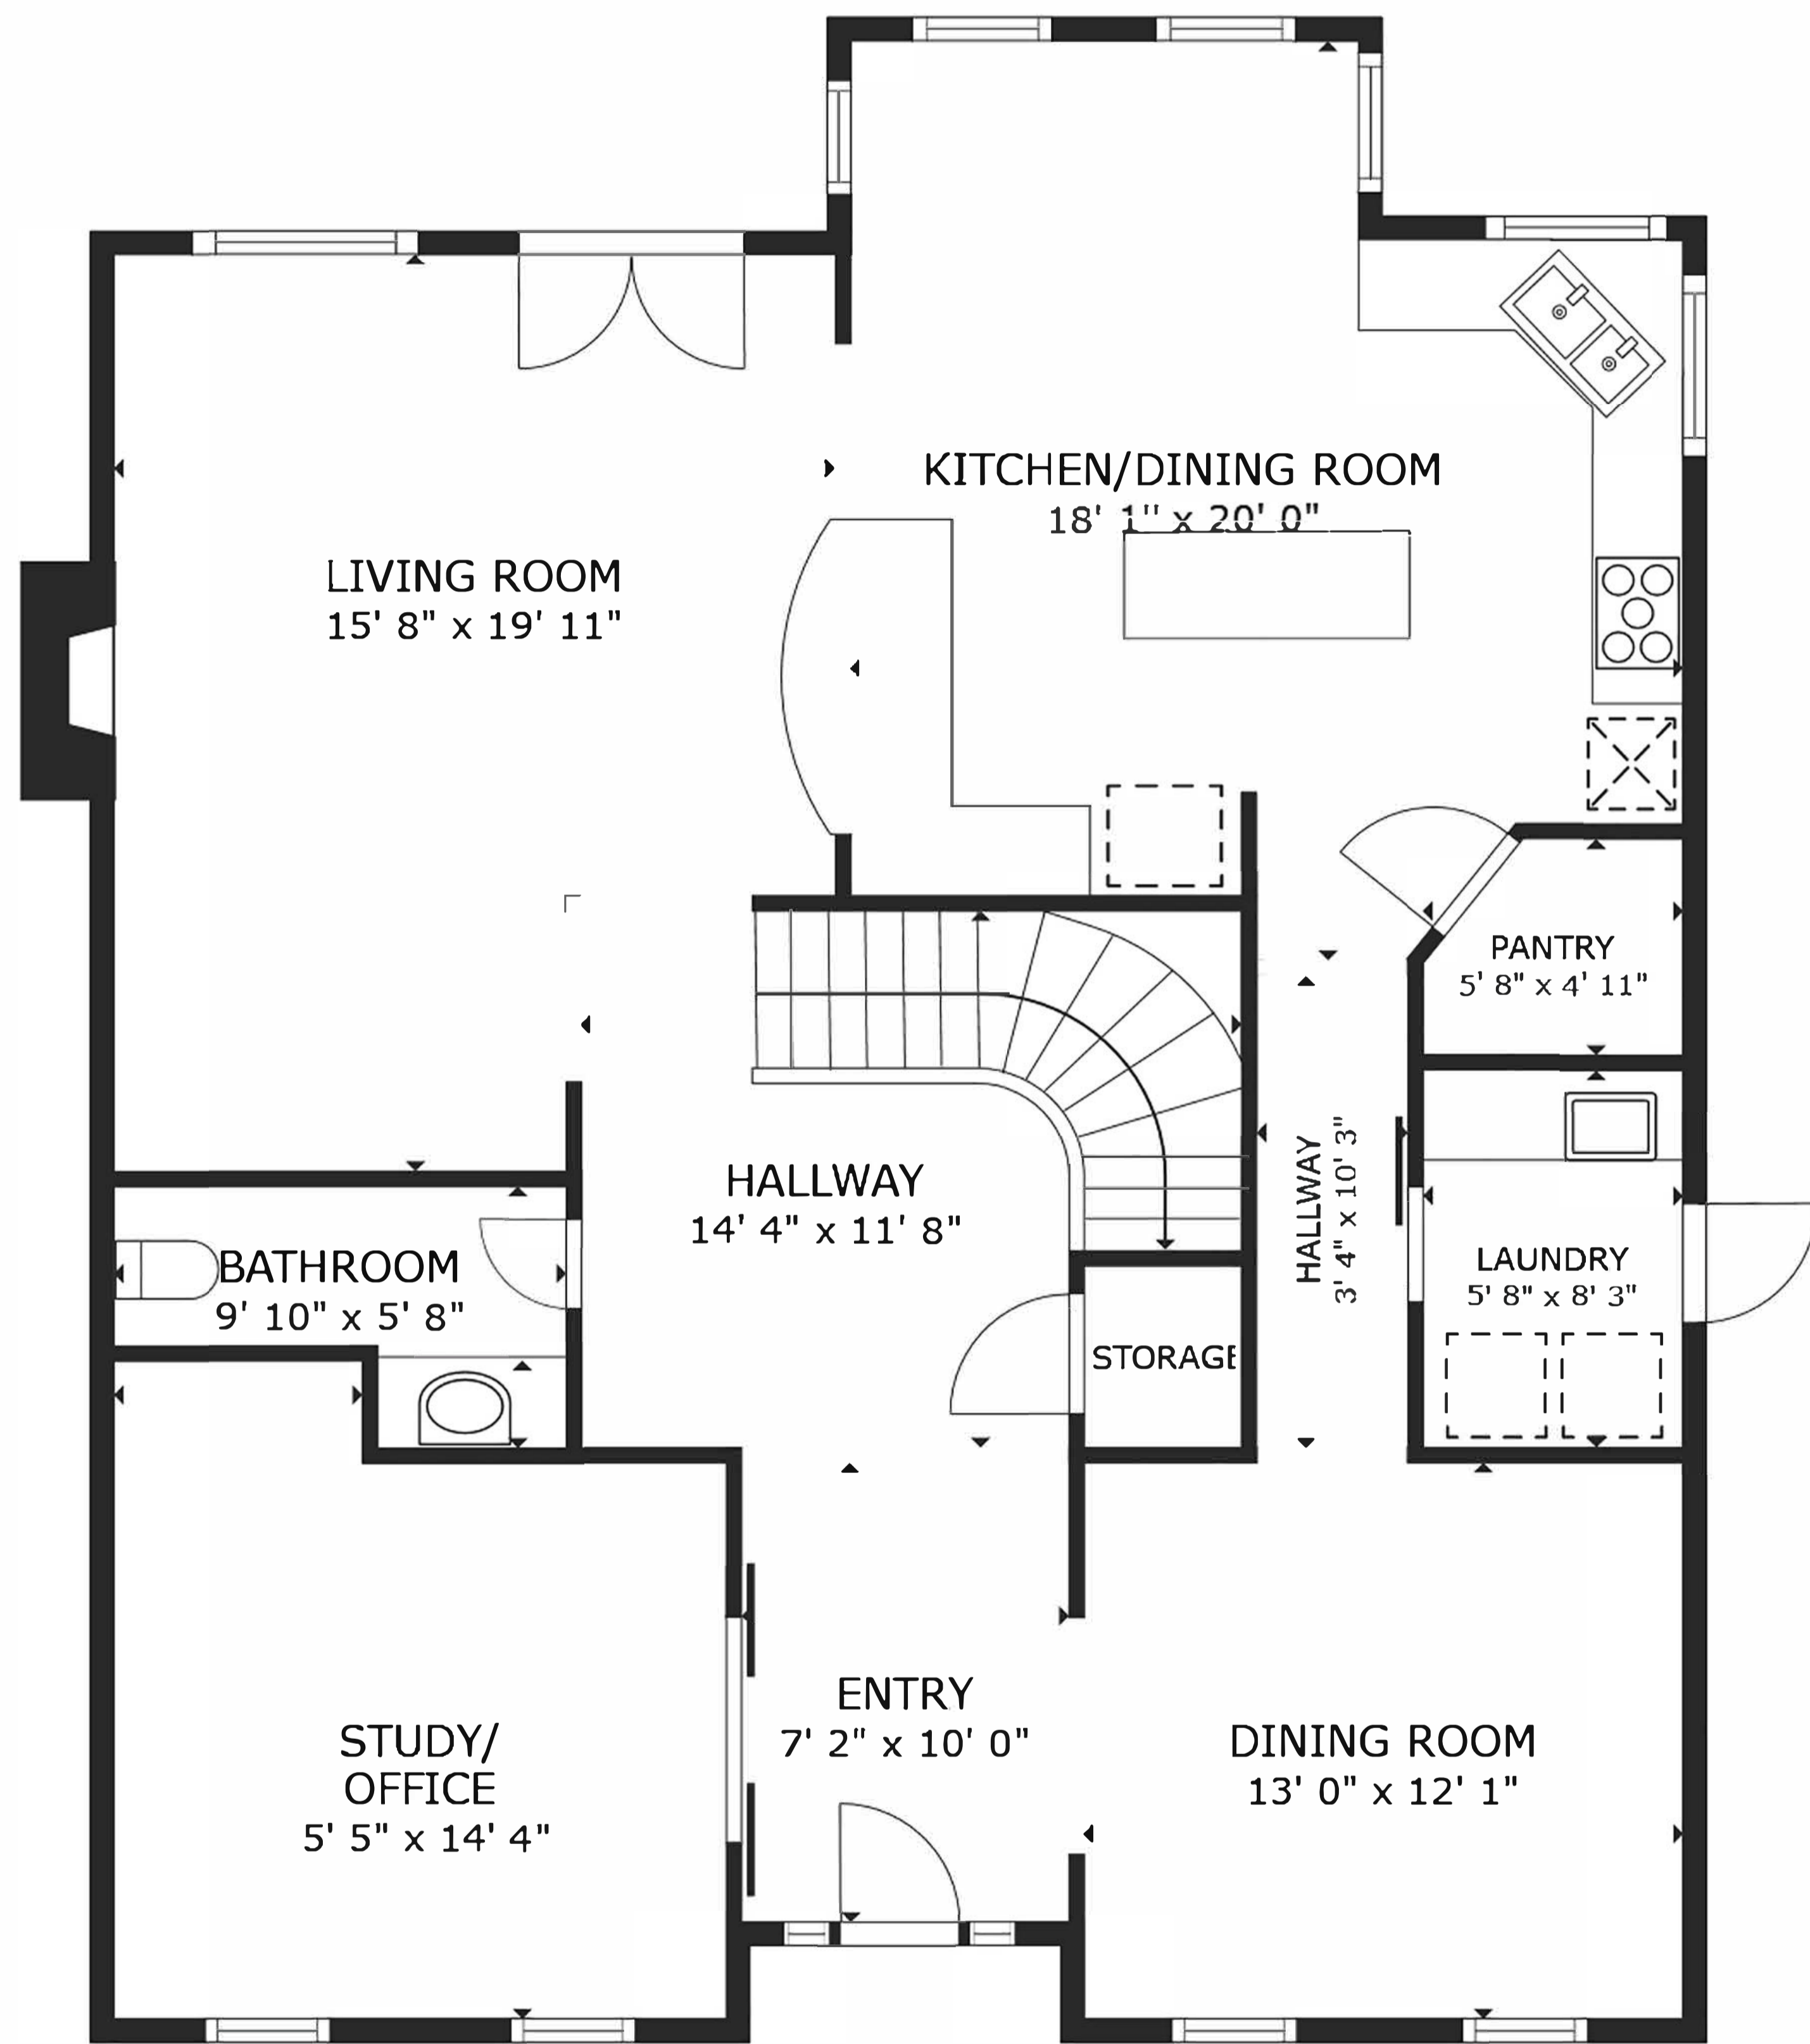 KITCHEN/DINING ROOM
18' 1" x 20' 0"
LIVING ROOM
15' 8" x 19' 11"
PANTRY
5' 8" x 4' 11"
HALLWAY
14' 4" x 11' 8"
HALLWAY
3' 4" x 10' 3"
LAUNDRY
5' 8" x 8' 3"
BATHROOM
9' 10" x 5' 8"
STORAGE
ENTRY
7' 2" x 10' 0"
STUDY/
OFFICE
5' 5" x 14' 4"
DINING ROOM
13' 0" x 12' 1"